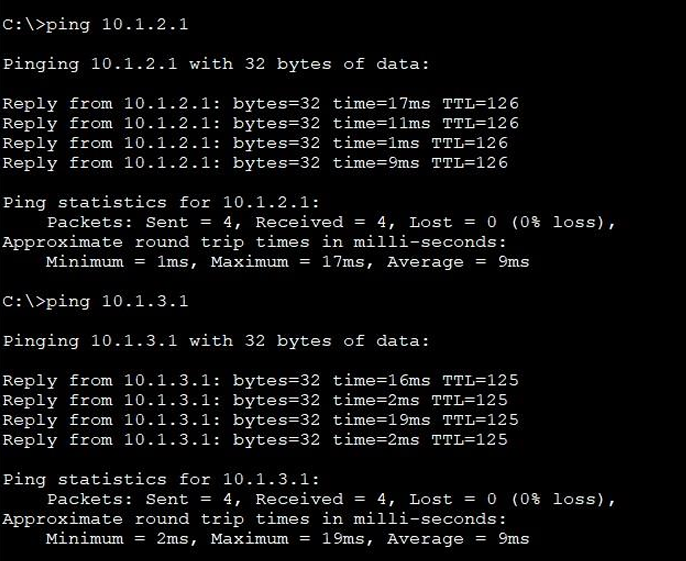 C:\>ping 10.1.2.1
Pinging 10.1.2.1 with 32 bytes of data:
Reply from 10.1.2.1: bytes=32 time=17ms TTL=126
Reply from 10.1.2.1: bytes=32 time=11ms TTL=126
Reply from 10.1.2.1: bytes=32 time=1ms TTL=126
Reply from 10.1.2.1: bytes=32 time=9ms TTL=126
Ping statistics for 10.1.2.1:
    Packets: Sent = 4, Received = 4, Lost = 0 (0% loss),
Approximate round trip times in milli-seconds:
    Minimum = 1ms, Maximum = 17ms, Average = 9ms
C:\>ping 10.1.3.1
Pinging 10.1.3.1 with 32 bytes of data:
Reply from 10.1.3.1: bytes=32 time=16ms TTL=125
Reply from 10.1.3.1: bytes=32 time=2ms TTL=125
Reply from 10.1.3.1: bytes=32 time=19ms TTL=125
Reply from 10.1.3.1: bytes=32 time=2ms TTL=125
Ping statistics for 10.1.3.1:
    Packets: Sent = 4, Received = 4, Lost = 0 (0% loss),
Approximate round trip times in milli-seconds:
    Minimum = 2ms, Maximum = 19ms, Average = 9ms